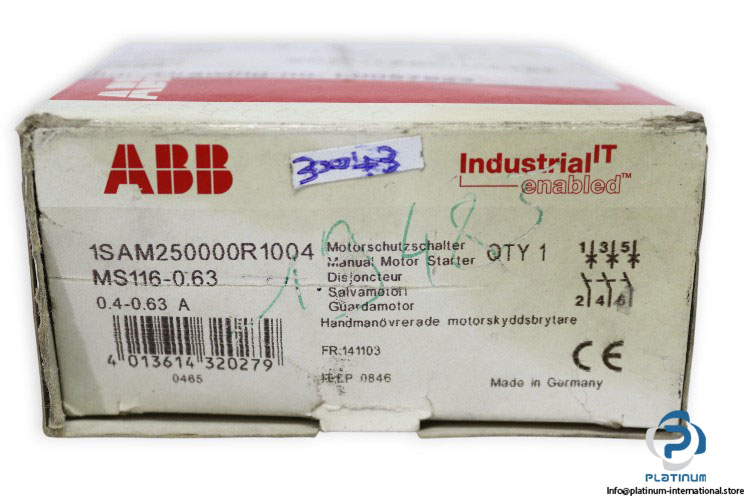 ABB
ABB
30043
Industrial IT
enabled™
1SAM250000R1004
MS116-0.63
0.4-0.63 A
Motorschutzschalter
Manual Motor Starter
Disjoncteur
Salvamotori
Guardamotor
Handmanövrerade motorskyddsbrytare
QTY 1
1 3 5
2 4 6
4 013614 320279
0465
FR:141103
0846
Made in Germany
CE
PLATINUM
Info@platinum-international.store